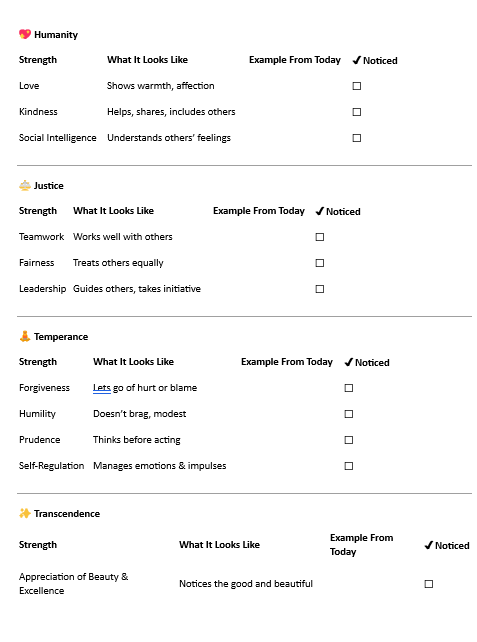 💖 Humanity
Strength What It Looks Like Example From Today ✔ Noticed
Love Shows warmth, affection ☐
Kindness Helps, shares, includes others ☐
Social Intelligence Understands others' feelings ☐
Justice
Strength What It Looks Like Example From Today ✔ Noticed
Teamwork Works well with others ☐
Fairness Treats others equally ☐
Leadership Guides others, takes initiative ☐
🧘 Temperance
Strength What It Looks Like Example From Today ✔ Noticed
Forgiveness Lets go of hurt or blame ☐
Humility Doesn't brag, modest ☐
Prudence Thinks before acting ☐
Self-Regulation Manages emotions & impulses ☐
✨ Transcendence
Strength What It Looks Like Example From
Today ✔ Noticed
Appreciation of Beauty &
Excellence Notices the good and beautiful ☐